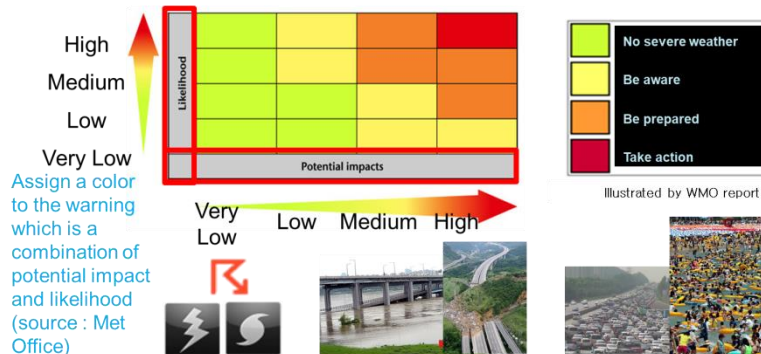 High
Medium
Low
Very Low
Likelihood
Potential impacts
Very
Low
Low
Medium
High
No severe weather
Be aware
Be prepared
Take action
Illustrated by WMO report
Assign a color
to the warning
which is a
combination of
potential impact
and likelihood
(source : Met
Office)